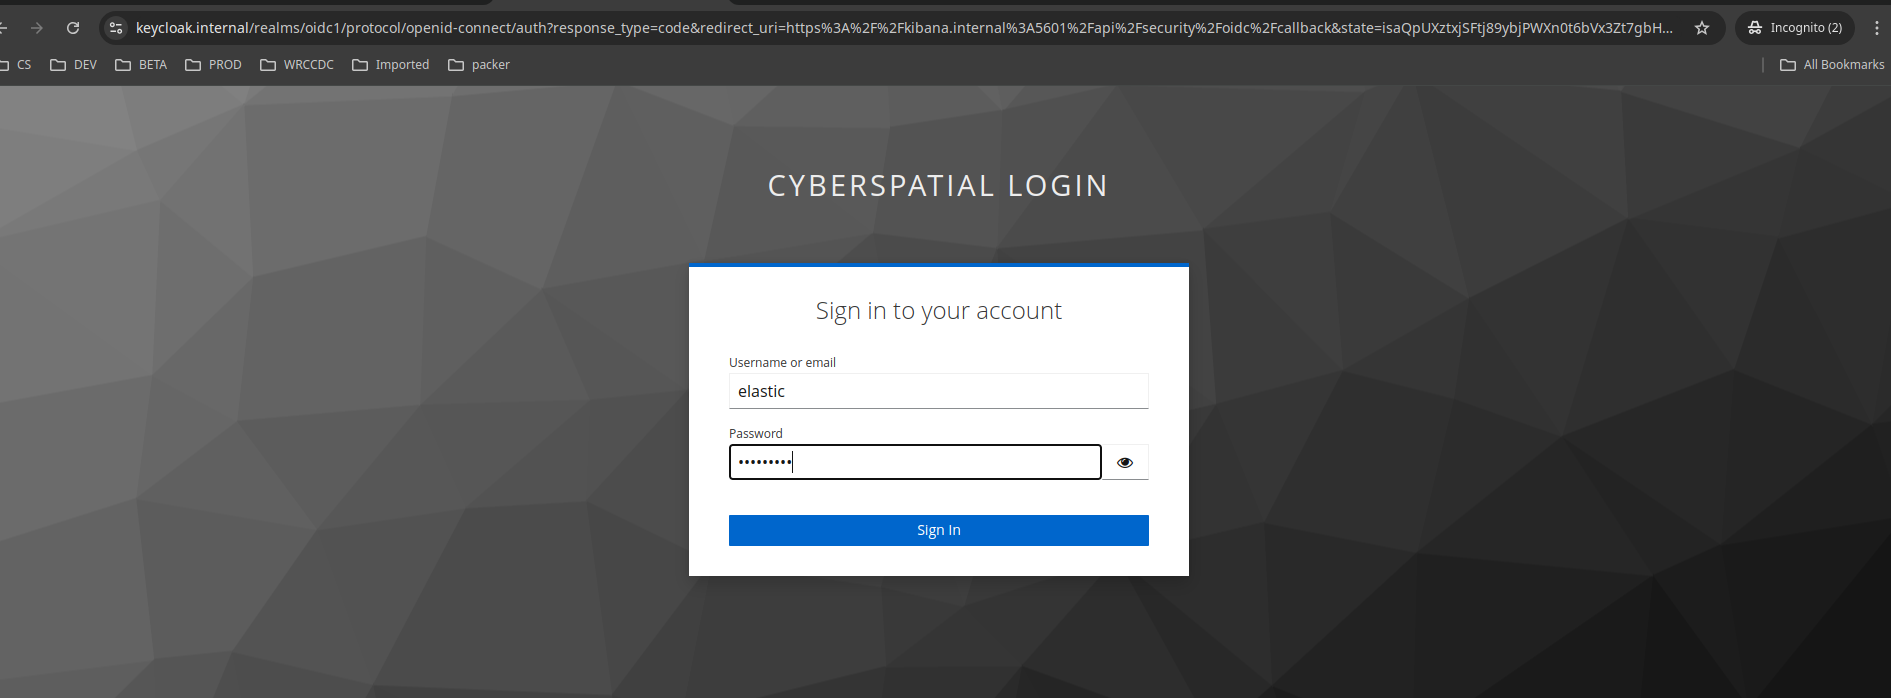 keycloak.internal/realms/oidc1/protocol/openid-connect/auth?response_type=code&redirect_uri=https%3A%2F%2Fkibana.internal%3A5601%2Fapi%2Fsecurity%2Foidc%2Fcallback&state=isaQpUXztxjSFtj89ybjPWXn0t6bVx3Zt7gbH... Incognito (2)
CS DEV BETA PROD WRCCDC Imported packer All Bookmarks
CYBERSPATIAL LOGIN
Sign in to your account
Username or email
elastic
Password
•••••••••
Sign In